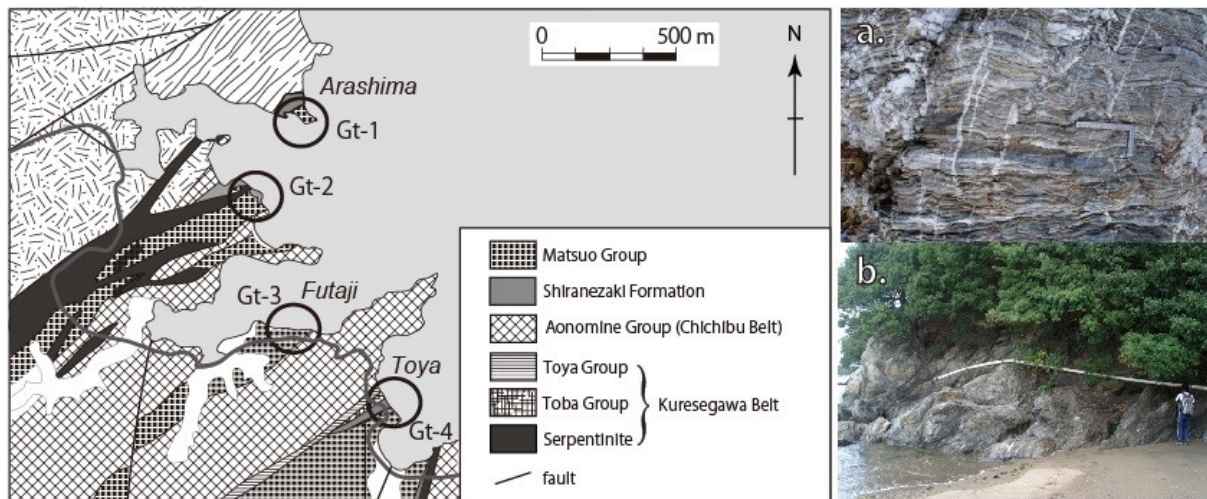 0 500 m
N
Arashima
Gt-1
Gt-2
Gt-3 Futaji
Toya
Gt-4
Matsuo Group
Shiranezaki Formation
Aonomine Group (Chichibu Belt)
Toya Group
Toba Group
Kuresegawa Belt
Serpentinite
fault
a.
b.